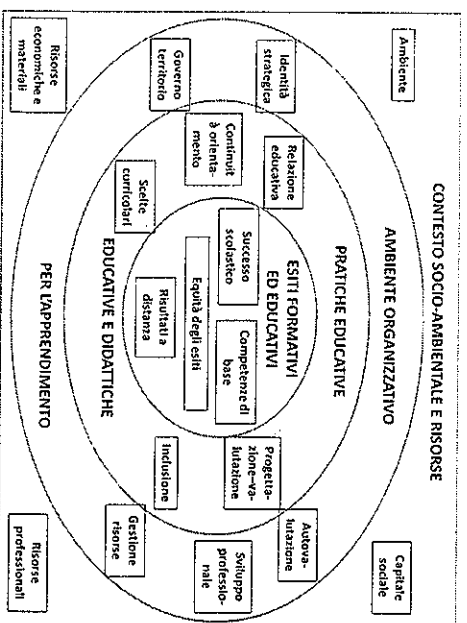 CONTESTO SOCIO-AMBIENTALE E RISORSE
Ambiente
Capitale
sociale
AMBIENTE ORGANIZZATIVO
Identità
strategica
Autova-
lutazione
PRATICHE EDUCATIVE
Relazione
educativa
Progetta-
zione–va-
lutazione
ESITI FORMATIVI
ED EDUCATIVI
Successo
scolastico
Competenze di
base
Continuit
à orienta-
mento
Sviluppo
professio-
nale
Equità degli esiti
Governo
territorio
Risultati a
distanza
Inclusione
Scelte
curricolari
Gestione
risorse
EDUCATIVE E DIDATTICHE
PER L'APPRENDIMENTO
Risorse
economiche e
materiali
Risorse
professionali